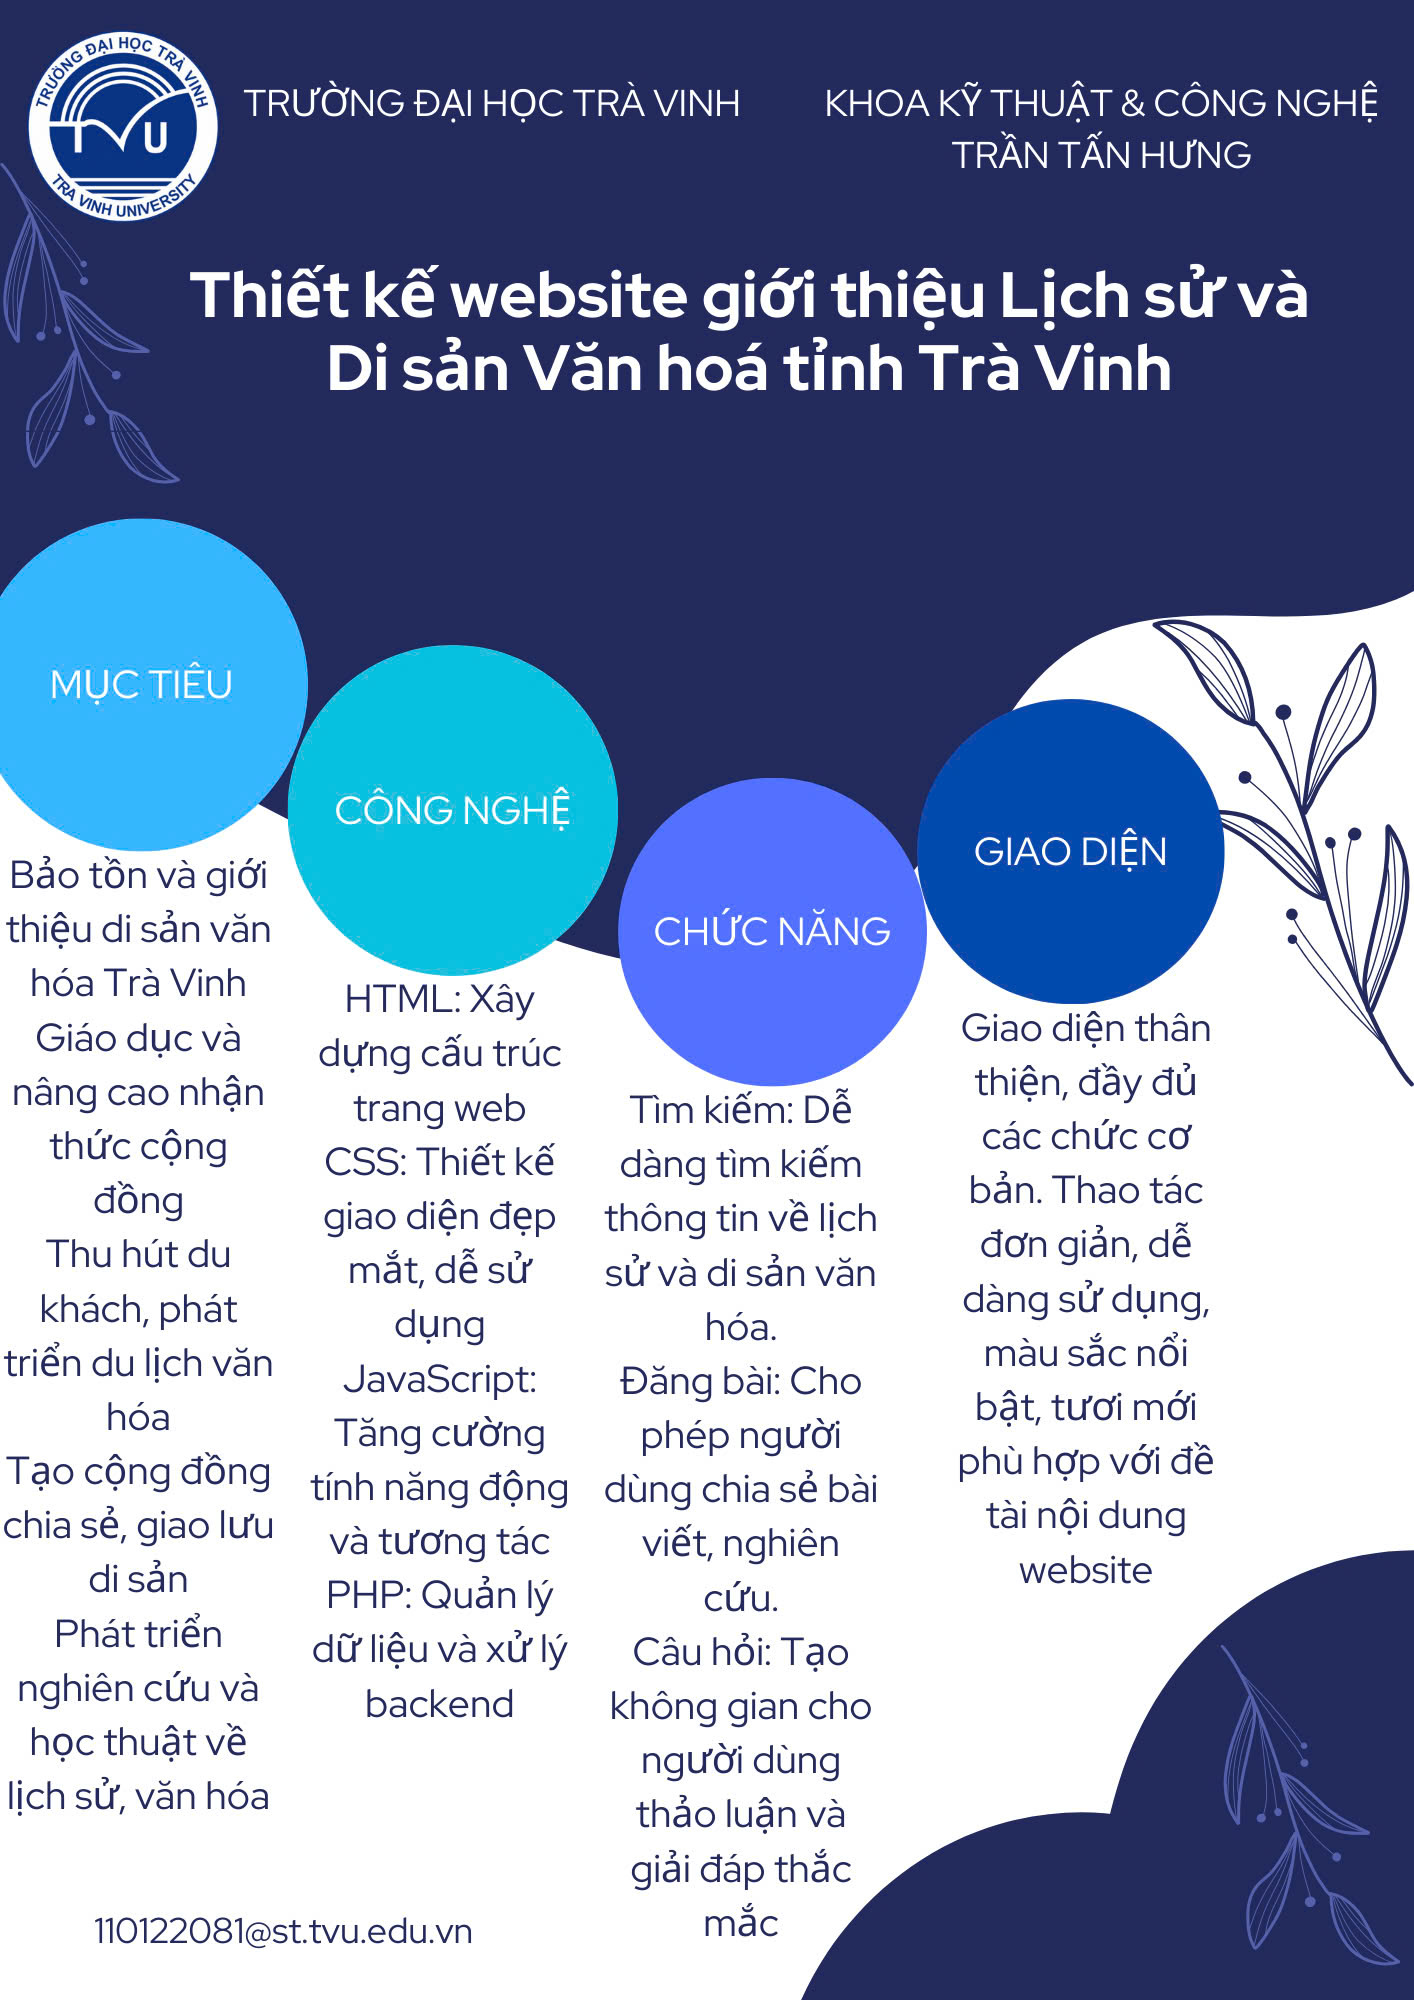 TRƯỜNG ĐẠI HỌC TRÀ VINH
TVU
TRA VINH UNIVERSITY
TRƯỜNG ĐẠI HỌC TRÀ VINH
KHOA KỸ THUẬT & CÔNG NGHỆ
TRẦN TẤN HƯNG
Thiết kế website giới thiệu Lịch sử và
Di sản Văn hoá tỉnh Trà Vinh
MỤC TIÊU
Bảo tồn và giới
thiệu di sản văn
hóa Trà Vinh
Giáo dục và
nâng cao nhận
thức cộng
đồng
Thu hút du
khách, phát
triển du lịch văn
hóa
Tạo cộng đồng
chia sẻ, giao lưu
di sản
Phát triển
nghiên cứu và
học thuật về
lịch sử, văn hóa
CÔNG NGHỆ
HTML: Xây
dựng cấu trúc
trang web
CSS: Thiết kế
giao diện đẹp
mắt, dễ sử
dụng
JavaScript:
Tăng cường
tính năng động
và tương tác
PHP: Quản lý
dữ liệu và xử lý
backend
CHỨC NĂNG
Tìm kiếm: Dễ
dàng tìm kiếm
thông tin về lịch
sử và di sản văn
hóa.
Đăng bài: Cho
phép người
dùng chia sẻ bài
viết, nghiên
cứu.
Câu hỏi: Tạo
không gian cho
người dùng
thảo luận và
giải đáp thắc
mắc
GIAO DIỆN
Giao diện thân
thiện, đầy đủ
các chức cơ
bản. Thao tác
đơn giản, dễ
dàng sử dụng,
màu sắc nổi
bật, tươi mới
phù hợp với đề
tài nội dung
website
110122081@st.tvu.edu.vn